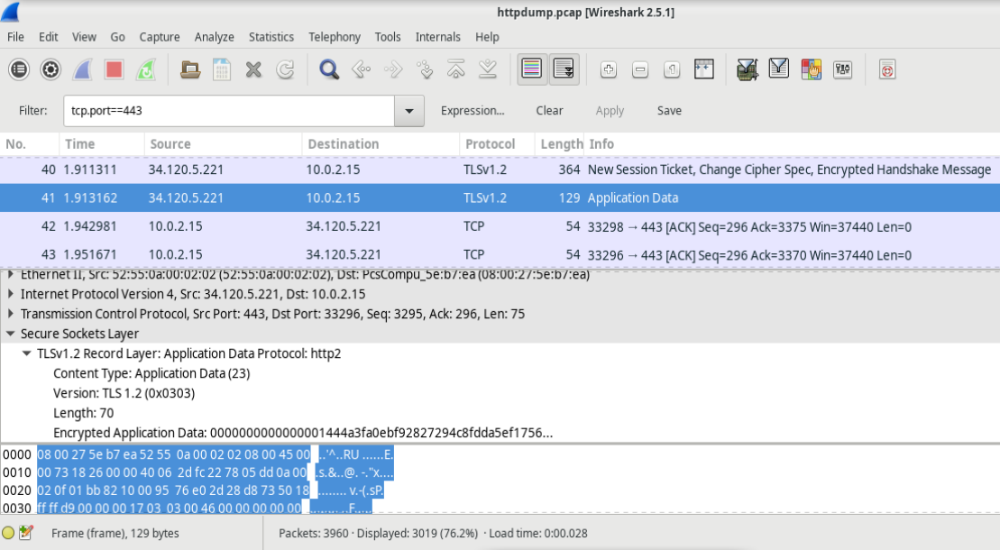 httpdump.pcap [Wireshark 2.5.1]
File Edit View Go Capture Analyze Statistics Telephony Tools Internals Help
Filter: tcp.port==443 Expression... Clear Apply Save
No. Time Source Destination Protocol Length Info
40 1.911311 34.120.5.221 10.0.2.15 TLSv1.2 364 New Session Ticket, Change Cipher Spec, Encrypted Handshake Message
41 1.913162 34.120.5.221 10.0.2.15 TLSv1.2 129 Application Data
42 1.942981 10.0.2.15 34.120.5.221 TCP 54 33298 → 443 [ACK] Seq=296 Ack=3375 Win=37440 Len=0
43 1.951671 10.0.2.15 34.120.5.221 TCP 54 33296 → 443 [ACK] Seq=296 Ack=3370 Win=37440 Len=0
Ethernet II, Src: 52:55:0a:00:02:02 (52:55:0a:00:02:02), Dst: PcsCompu_5e:b7:ea (08:00:27:5e:b7:ea)
Internet Protocol Version 4, Src: 34.120.5.221, Dst: 10.0.2.15
Transmission Control Protocol, Src Port: 443, Dst Port: 33296, Seq: 3295, Ack: 296, Len: 75
Secure Sockets Layer
TLSv1.2 Record Layer: Application Data Protocol: http2
Content Type: Application Data (23)
Version: TLS 1.2 (0x0303)
Length: 70
Encrypted Application Data: 0000000000000001444a3fa0ebf92827294c8fdda5ef1756...
0000 08 00 27 5e b7 ea 52 55 0a 00 02 02 08 00 45 00 ..'^..RU ......E.
0010 00 73 18 26 00 00 40 06 2d fc 22 78 05 dd 0a 00 .s.&..@. -."x....
0020 02 0f 01 bb 82 10 00 95 76 e0 2d 28 d8 73 50 18 ........ v.-(.sP.
0030 ff ff d9 00 00 00 17 03 03 00 46 00 00 00 00 00 ........ ..F.....
Frame (frame), 129 bytes Packets: 3960 · Displayed: 3019 (76.2%) · Load time: 0:00.028